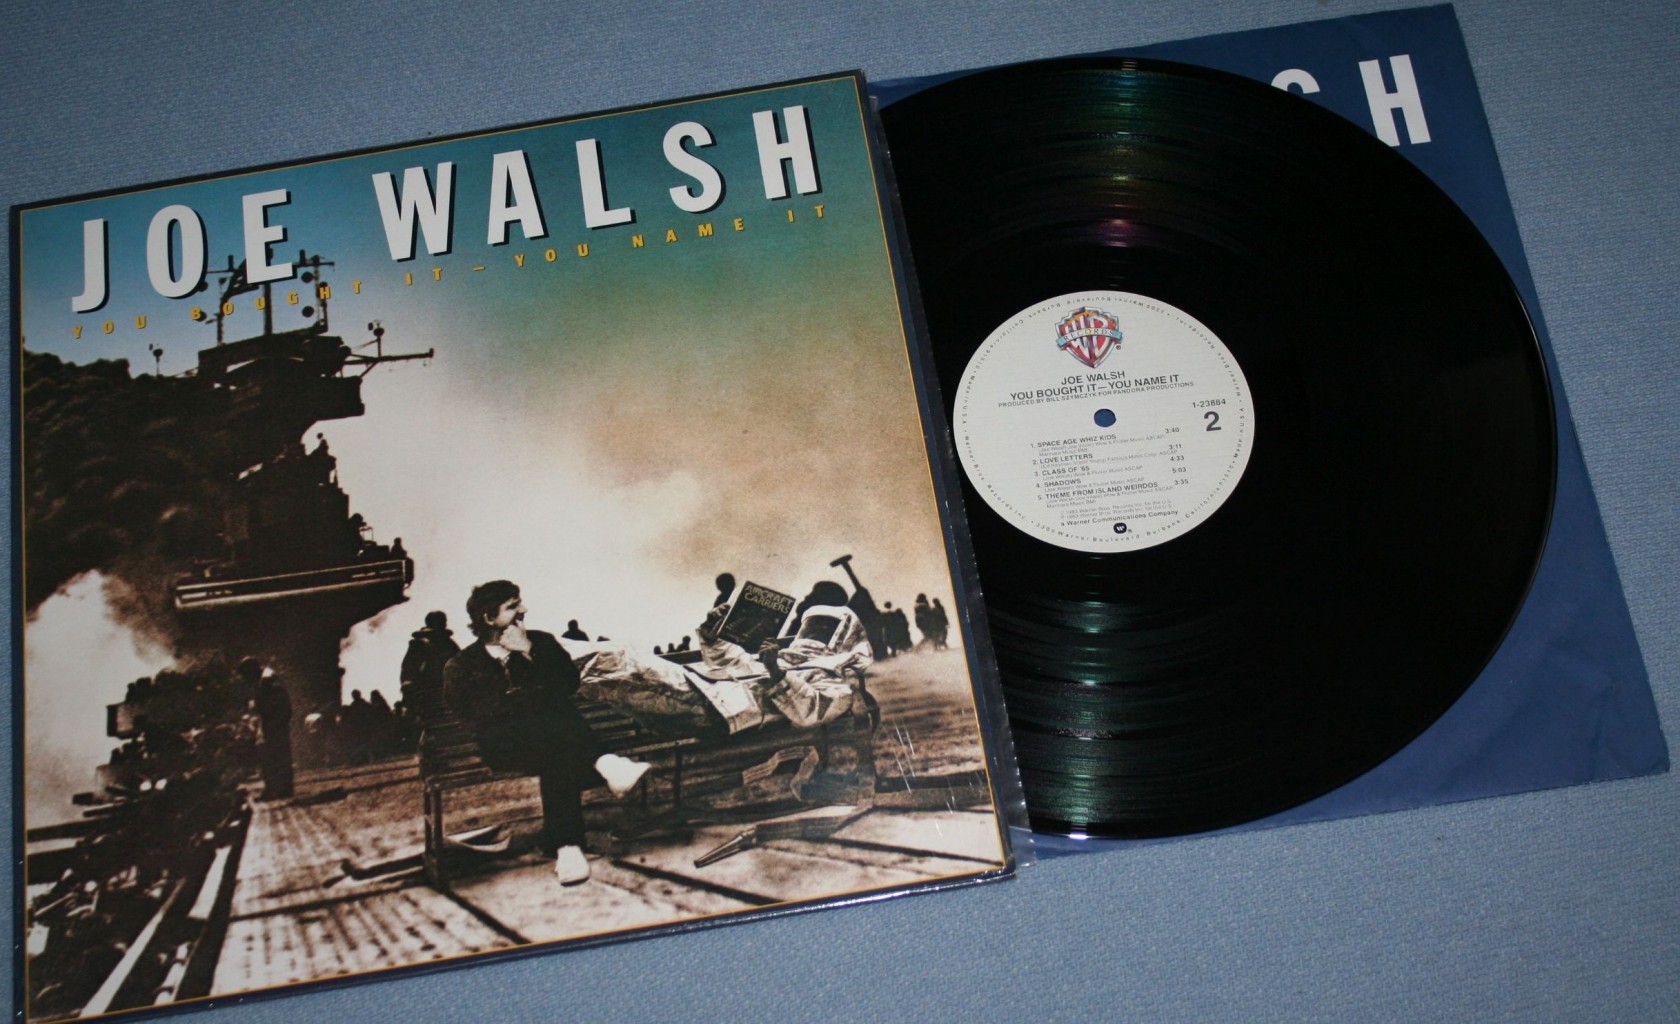 JOE WALSH
YOU BOUGHT IT – YOU NAME IT
AIRCRAFT
CARRIERS
SH
WB
RECORDS
JOE WALSH
YOU BOUGHT IT—YOU NAME IT
PRODUCED BY BILL SZYMCZYK FOR PANDORA PRODUCTIONS
1-23884
2
1. SPACE AGE WHIZ KIDS 3:40
2. LOVE LETTERS 3:11
3. CLASS OF '65 4:33
4. SHADOWS 5:03
5. THEME FROM ISLAND WEIRDOS 3:35
a Warner Communications Company